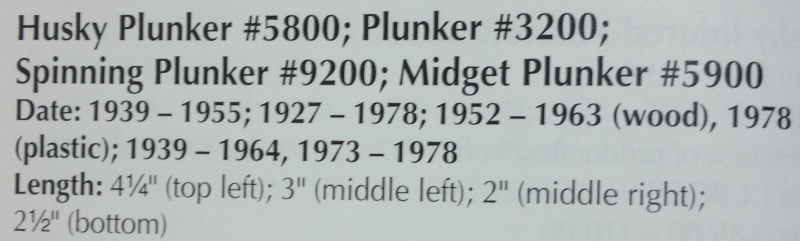 Husky Plunker #5800; Plunker #3200;
Spinning Plunker #9200; Midget Plunker #5900
Date: 1939 – 1955; 1927 – 1978; 1952 – 1963 (wood), 1978
(plastic); 1939 – 1964, 1973 – 1978
Length: 4¼" (top left); 3" (middle left); 2" (middle right);
2½" (bottom)